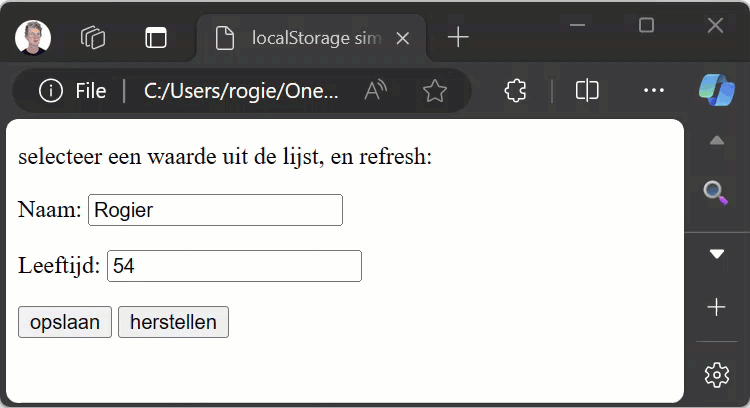 localStorage sim
File
C:/Users/rogie/One...
selecteer een waarde uit de lijst, en refresh:
Naam: Rogier
Leeftijd: 54
opslaan herstellen